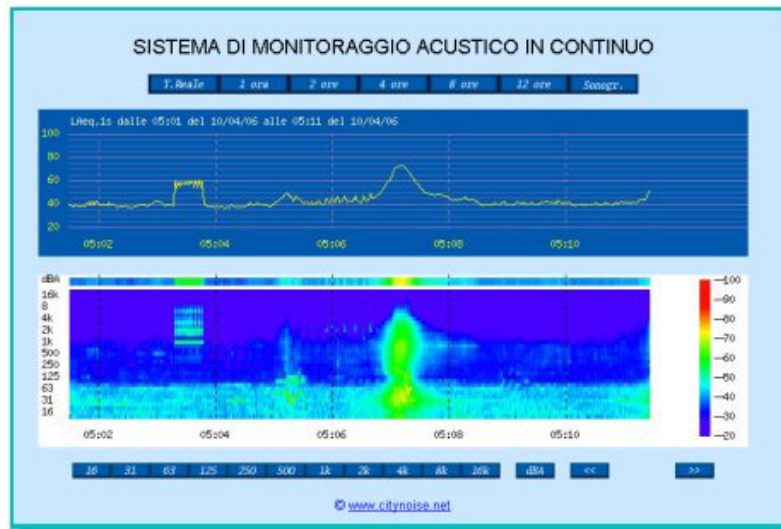 SISTEMA DI MONITORAGGIO ACUSTICO IN CONTINUO
T.Reale 1 ora 2 ore 4 ore 8 ore 12 ore Sonogr.
LAeq,1s dalle 05:01 del 10/04/06 alle 05:11 del 10/04/06
100
80
60
40
20
05:02 05:04 05:06 05:08 05:10
dBA
16k
8
4k
2k
1k
500
250
125
63
31
16
100
90
80
70
60
50
40
30
20
05:02 05:04 05:06 05:08 05:10
16 31 63 125 250 500 1k 2k 4k 8k 16k dBA << >>
© www.citynoise.net